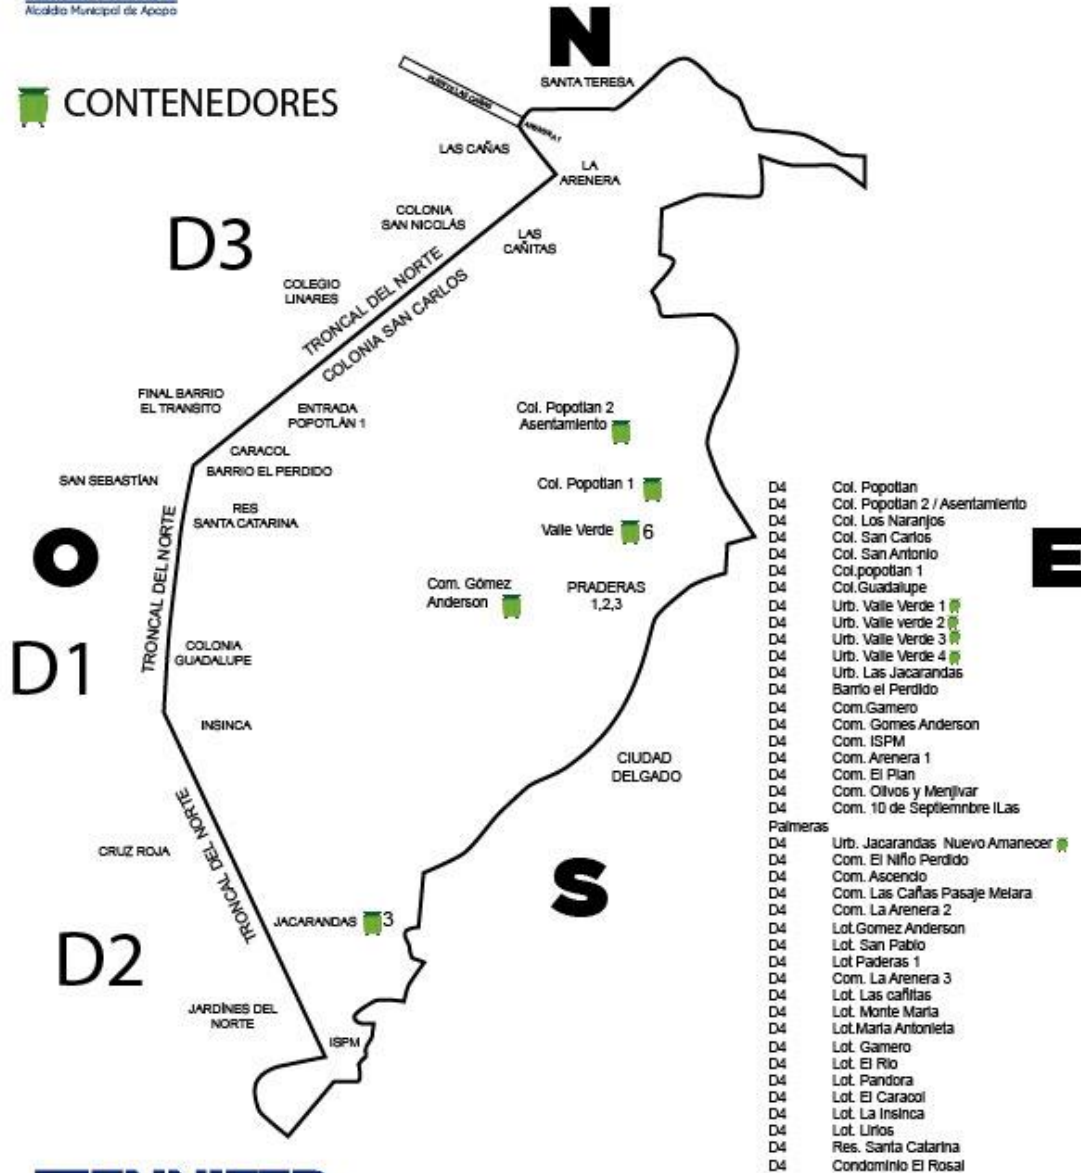 Alcaldía Municipal de Apopa
N
SANTA TERESA
CONTENEDORES
PUENTE LAS CAÑAS
ARENERA 1
LAS CAÑAS
LA
ARENERA
COLONIA
SAN NICOLÁS
D3
LAS
CAÑITAS
COLEGIO
LINARES
TRONCAL DEL NORTE
COLONIA SAN CARLOS
FINAL BARRIO
EL TRANSITO
ENTRADA
POPOTLÁN 1
Col. Popotlan 2
Asentamiento
CARACOL
BARRIO EL PERDIDO
SAN SEBASTÍAN
Col. Popotlan 1
RES
SANTA CATARINA
Valle Verde 6
O
TRONCAL DEL NORTE
Com. Gómez
Anderson
PRADERAS
1,2,3
E
D1
COLONIA
GUADALUPE
INSINCA
CIUDAD
DELGADO
TRONCAL DEL NORTE
CRUZ ROJA
S
JACARANDAS 3
D2
JARDÍNES DEL
NORTE
ISPM
D4 Col. Popotlan
D4 Col. Popotlan 2 / Asentamiento
D4 Col. Los Naranjos
D4 Col. San Carlos
D4 Col. San Antonio
D4 Col.popotlan 1
D4 Col.Guadalupe
D4 Urb. Valle Verde 1
D4 Urb. Valle verde 2
D4 Urb. Valle Verde 3
D4 Urb. Valle Verde 4
D4 Urb. Las Jacarandas
D4 Barrio el Perdido
D4 Com.Gamero
D4 Com. Gomes Anderson
D4 Com. ISPM
D4 Com. Arenera 1
D4 Com. El Plan
D4 Com. Olivos y Menjivar
D4 Com. 10 de Septiemnbre lLas
Palmeras
D4 Urb. Jacarandas Nuevo Amanecer
D4 Com. El Niño Perdido
D4 Com. Ascencio
D4 Com. Las Cañas Pasaje Melara
D4 Com. La Arenera 2
D4 Lot.Gomez Anderson
D4 Lot. San Pablo
D4 Lot Paderas 1
D4 Com. La Arenera 3
D4 Lot. Las cañitas
D4 Lot. Monte Maria
D4 Lot.Maria Antonieta
D4 Lot. Gamero
D4 Lot. El Rio
D4 Lot. Pandora
D4 Lot. El Caracol
D4 Lot. La Insinca
D4 Lot. Lirios
D4 Res. Santa Catarina
D4 Condominio El Rosal